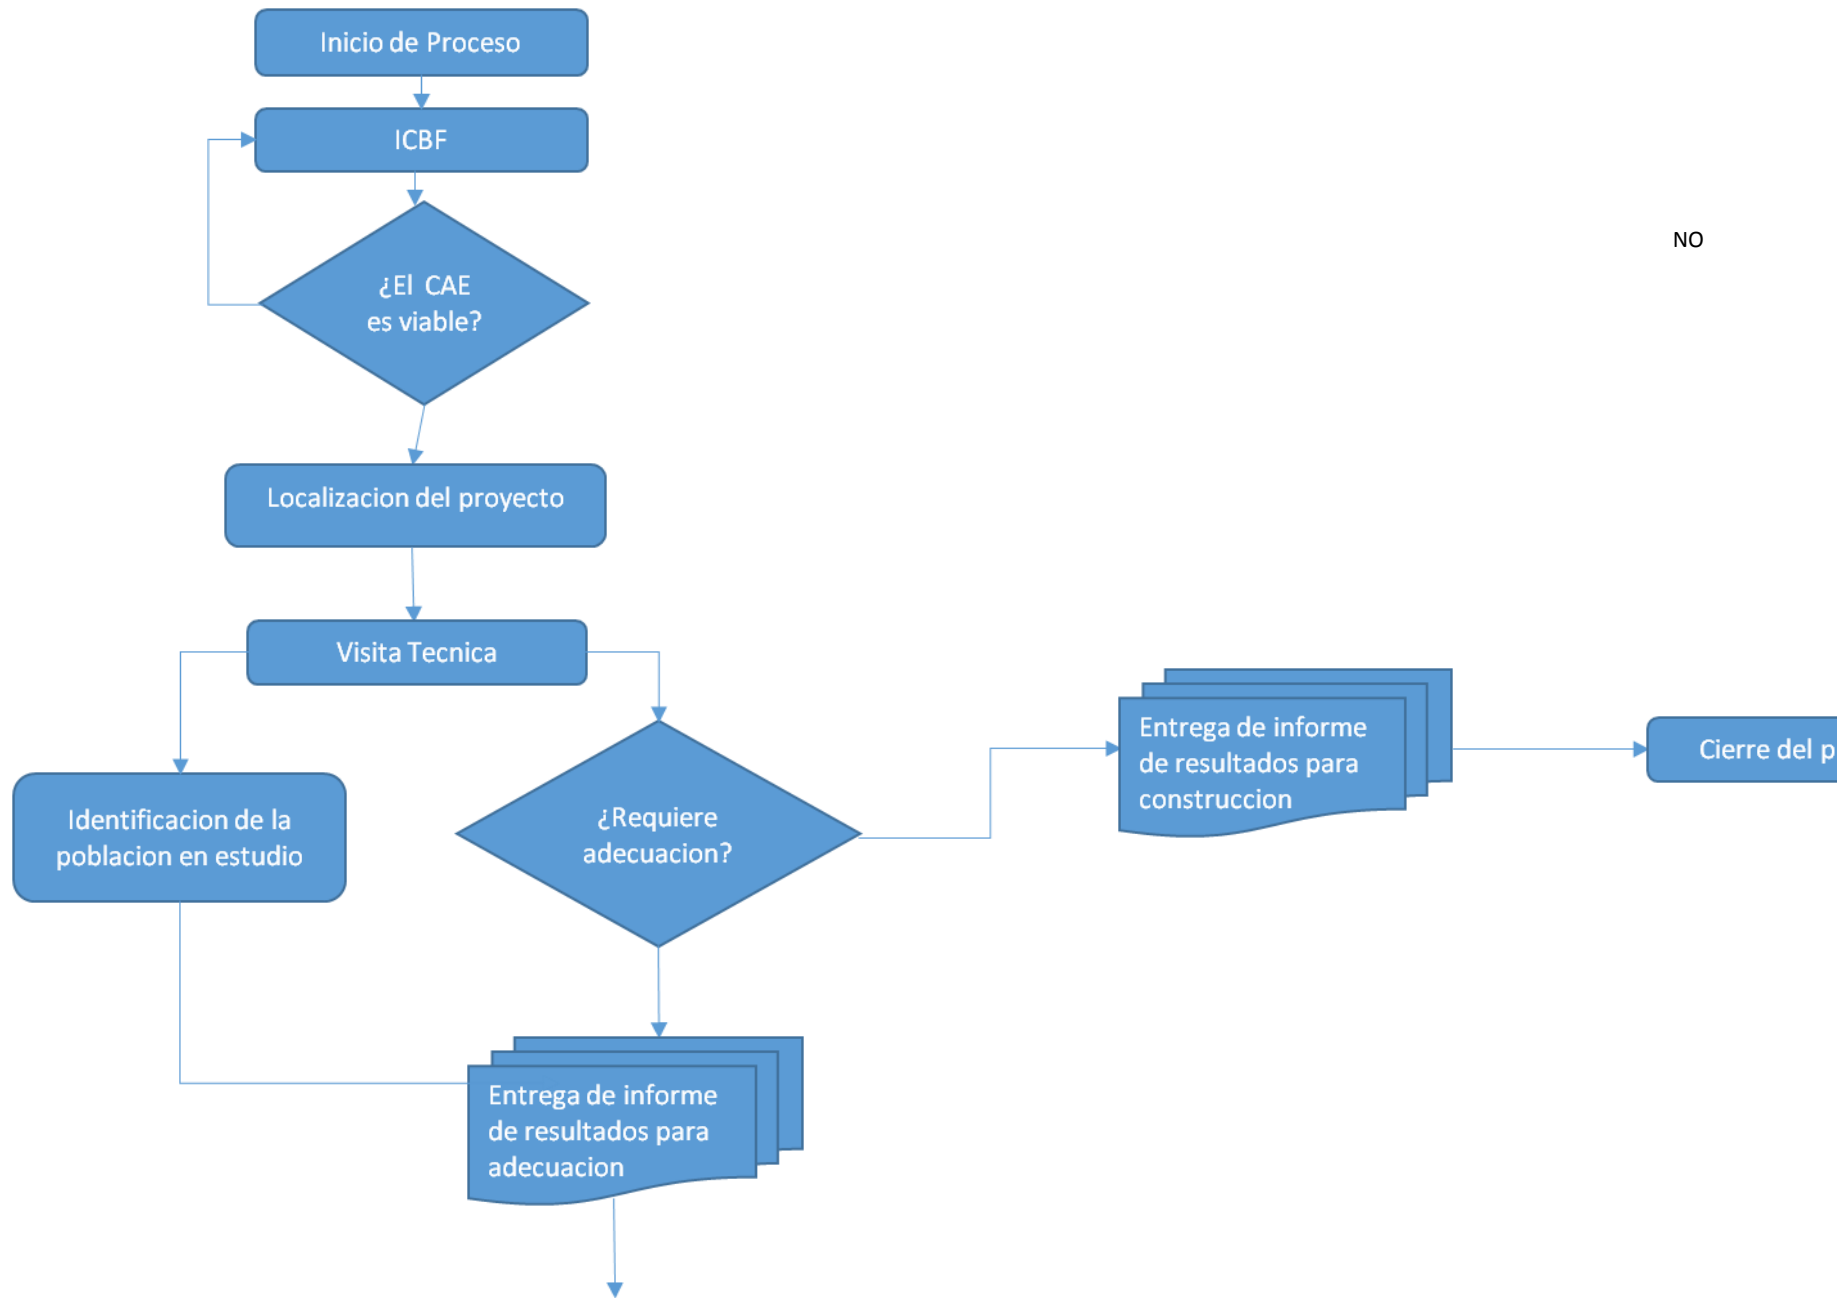 Inicio de Proceso
ICBF
NO
¿El CAE
es viable?
Localizacion del proyecto
Visita Tecnica
Entrega de informe
de resultados para
construccion
Cierre del p
Identificacion de la
poblacion en estudio
¿Requiere
adecuacion?
Entrega de informe
de resultados para
adecuacion